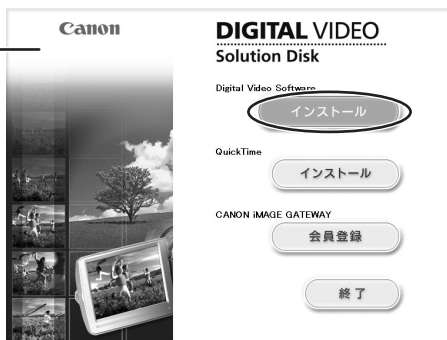 Canon
DIGITAL VIDEO
Solution Disk
Digital Video Software
インストール
QuickTime
インストール
CANON iMAGE GATEWAY
会員登録
終了